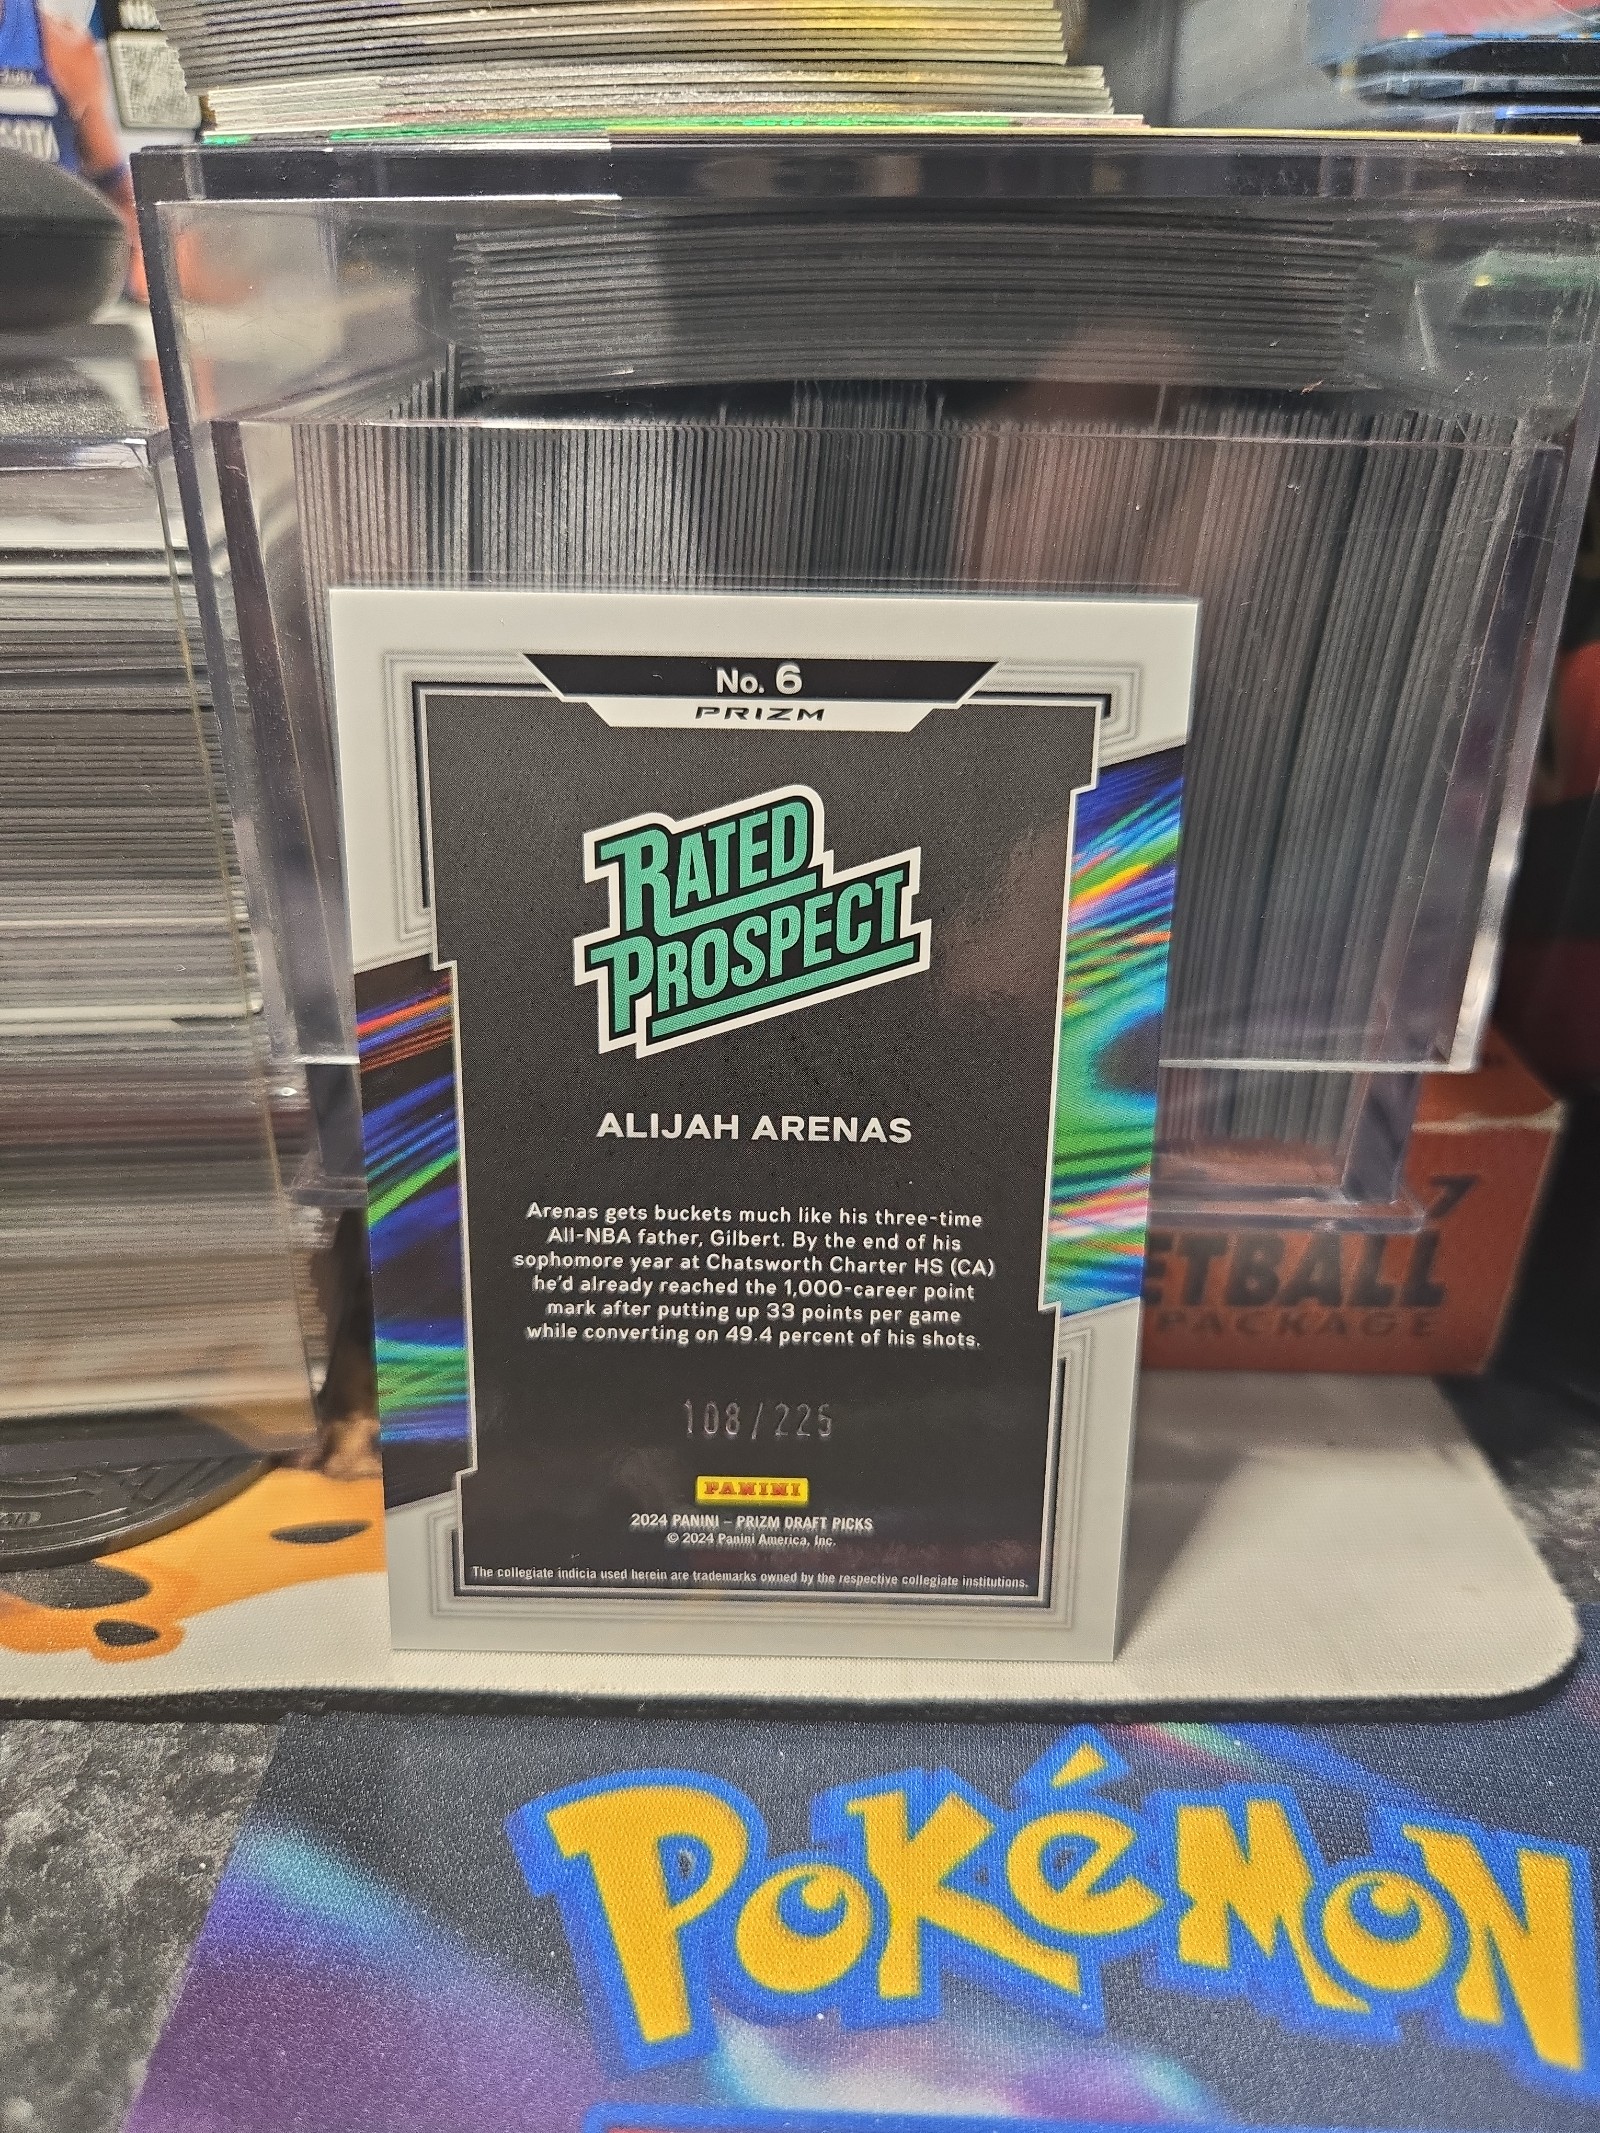 No. 6
PRIZM
RATED
PROSPECT
ALIJAH ARENAS
Arenas gets buckets much like his three-time
All-NBA father, Gilbert. By the end of his
sophomore year at Chatsworth Charter HS (CA)
he'd already reached the 1,000-career point
mark after putting up 33 points per game
while converting on 49.4 percent of his shots.
108/225
PANINI
2024 PANINI – PRIZM DRAFT PICKS
© 2024 Panini America, Inc.
The collegiate indicia used herein are trademarks owned by the respective collegiate institutions.
ETBALL
PACKAGE
POKéMON